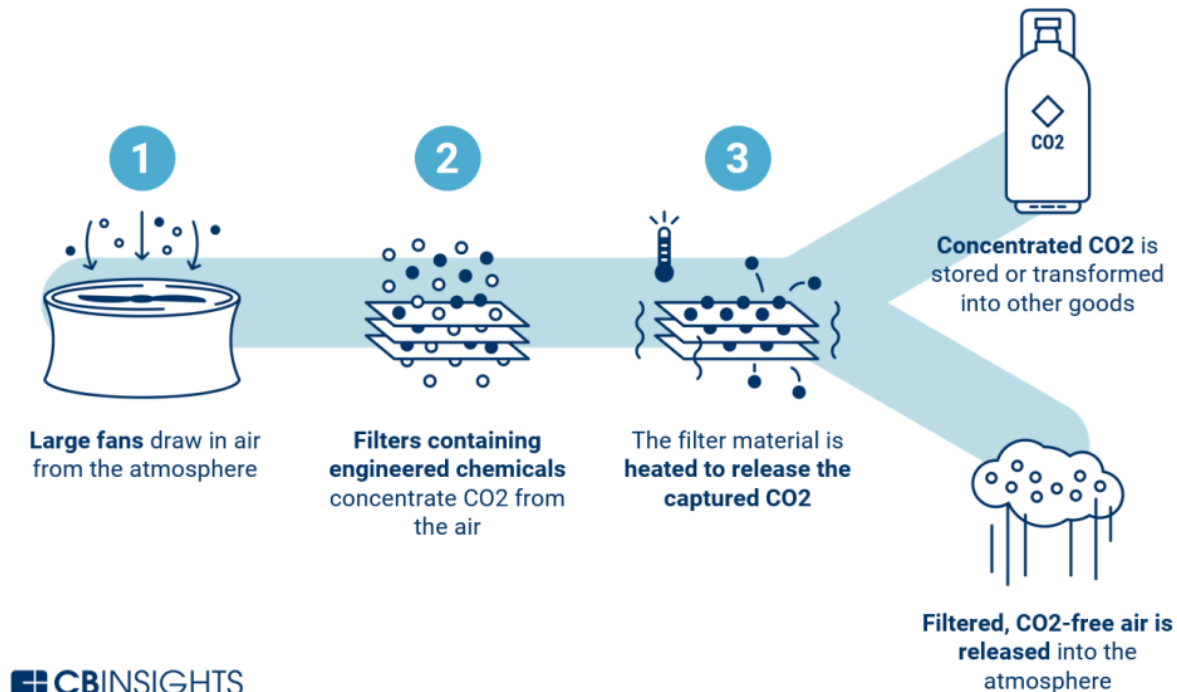 1
2
3
CO2
Large fans draw in air
from the atmosphere
Filters containing
engineered chemicals
concentrate CO2 from
the air
The filter material is
heated to release the
captured CO2
Concentrated CO2 is
stored or transformed
into other goods
Filtered, CO2-free air is
released into the
atmosphere
CBINSIGHTS